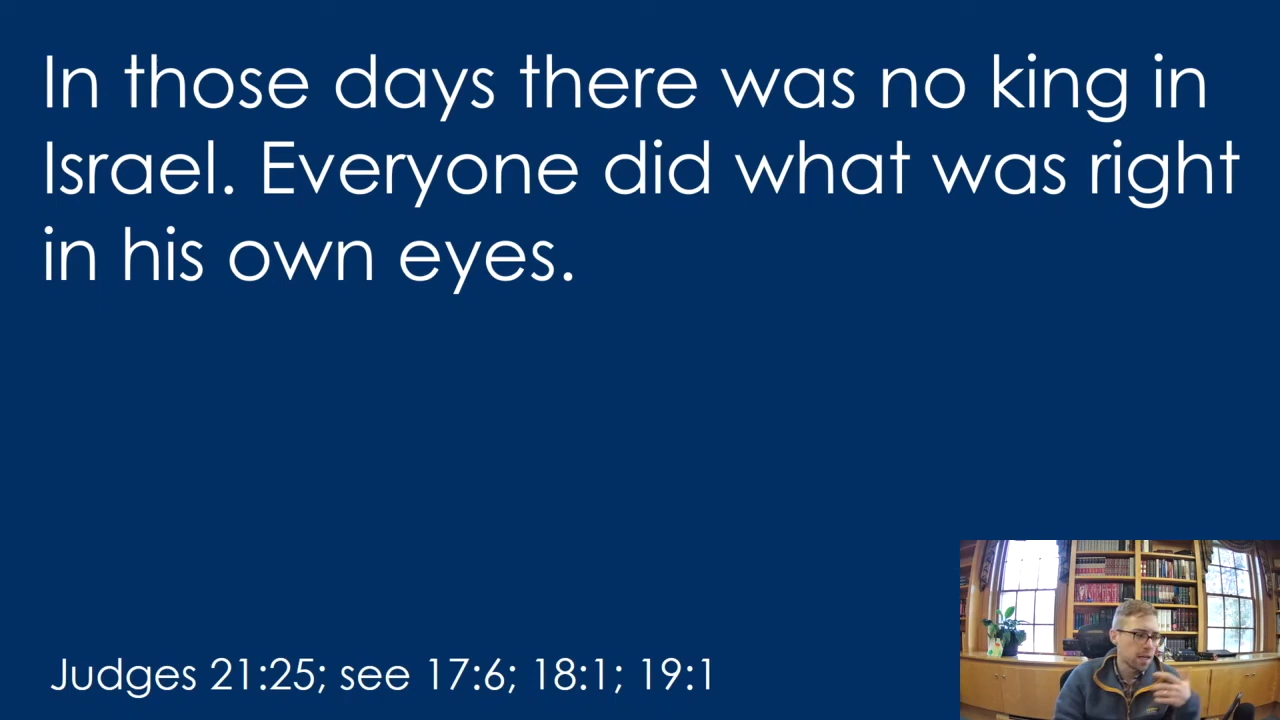 In those days there was no king in
Israel. Everyone did what was right
in his own eyes.
Judges 21:25; see 17:6; 18:1; 19:1